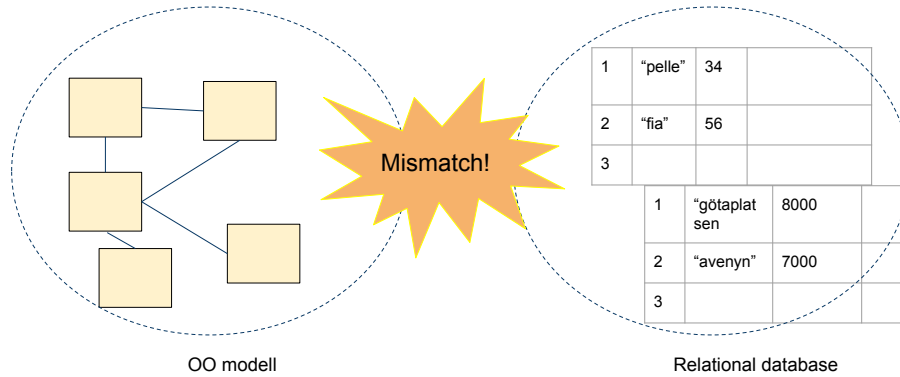 1 “pelle” 34
2 “fia” 56
3
Mismatch!
1 “götaplat 8000
sen
2 “avenyn” 7000
3
OO modell
Relational database